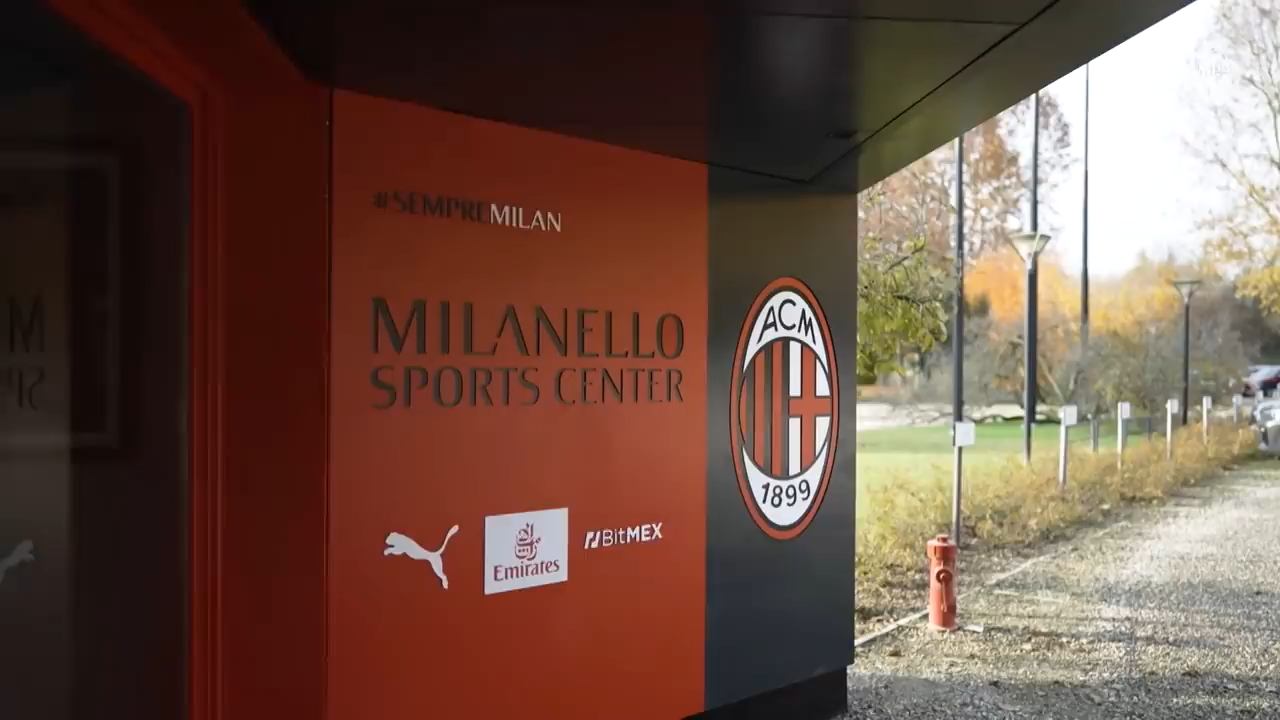 #SEMPREMILAN
MILANELLO
SPORTS CENTER
Emirates
BitMEX
ACM
1899